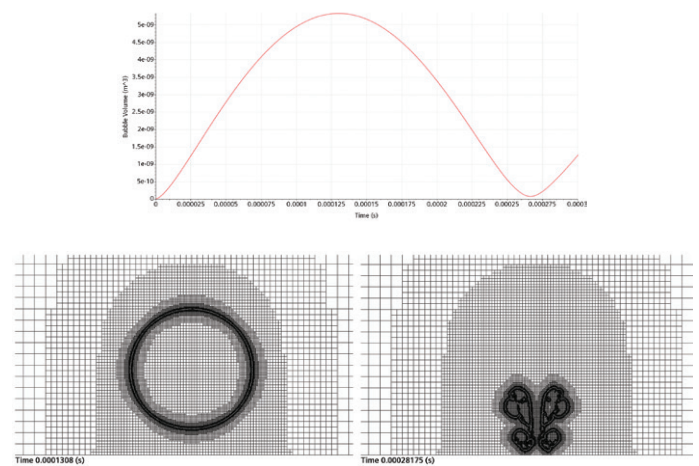 5e-09
4.5e-09
4e-09
3.5e-09
3e-09
2.5e-09
2e-09
1.5e-09
1e-09
5e-10
0
Bubble Volume (m^3)
0 0.000025 0.00005 0.000075 0.0001 0.000125 0.00015 0.000175 0.0002 0.000225 0.00025 0.000275 0.0003
Time (s)
Time 0.0001308 (s) Time 0.00028175 (s)